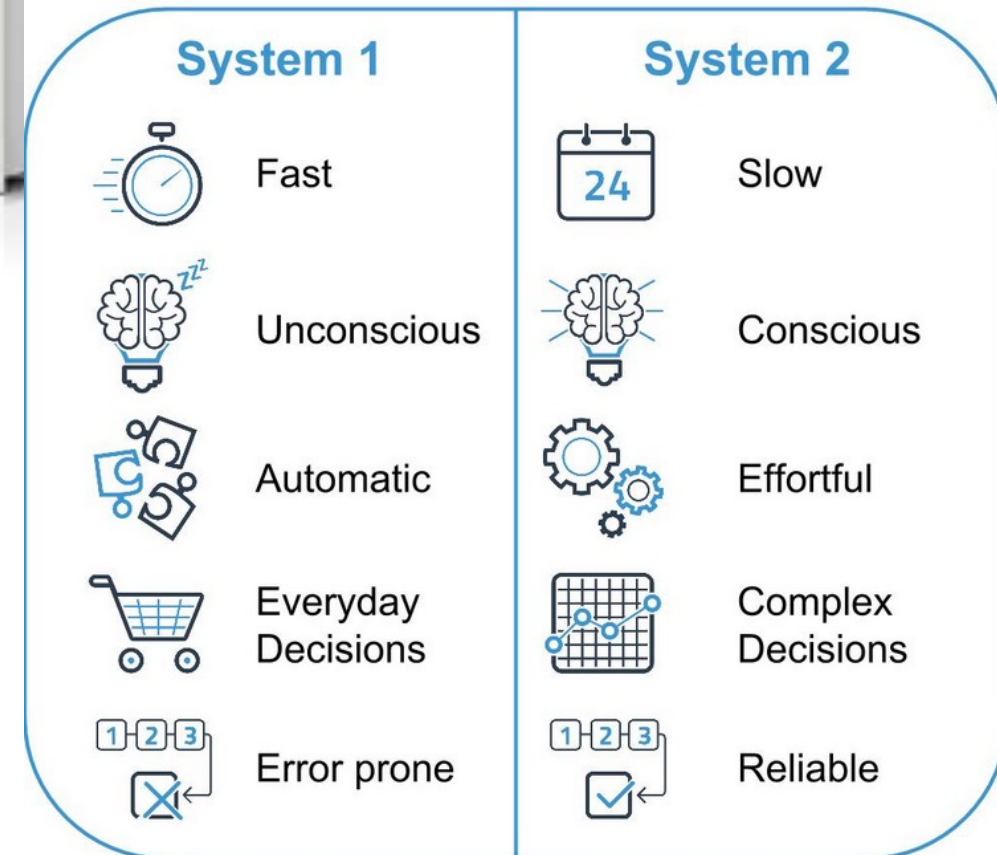 System 1
System 2
Fast
24
Slow
zzz
Unconscious
Conscious
Automatic
Effortful
Everyday
Decisions
Complex
Decisions
1 2 3
Error prone
1 2 3
Reliable